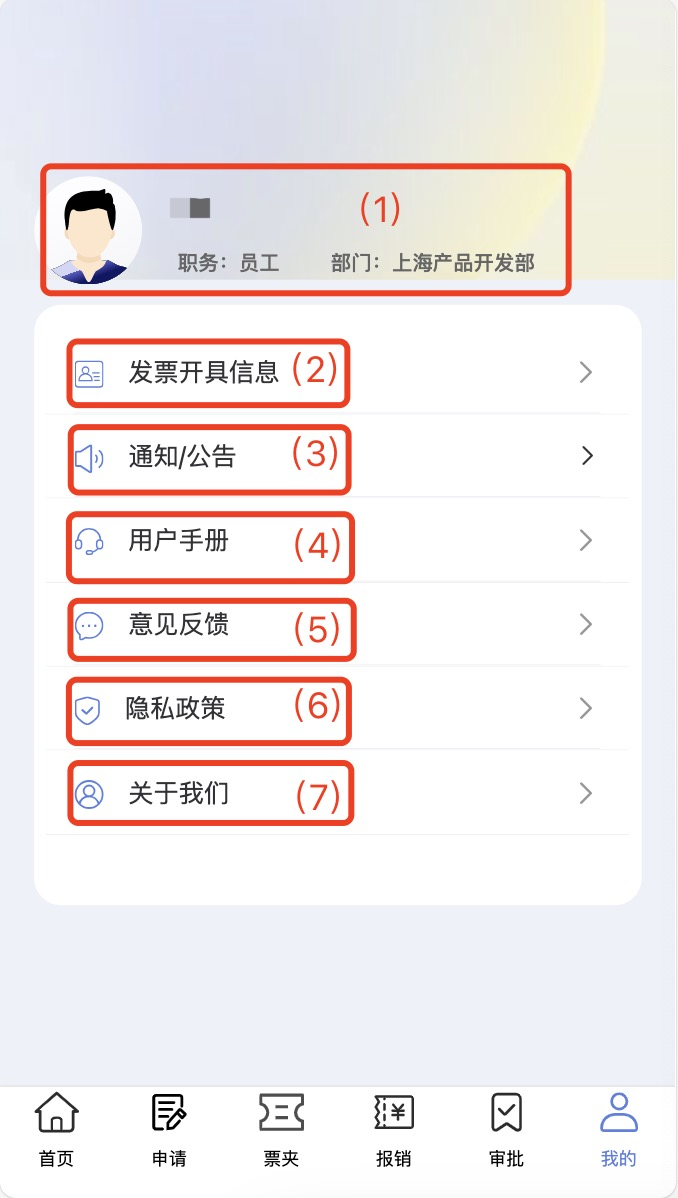 (1)
职务：员工 部门：上海产品开发部
发票开具信息 (2)
通知/公告 (3)
用户手册 (4)
意见反馈 (5)
隐私政策 (6)
关于我们 (7)
首页 申请 票夹 报销 审批 我的